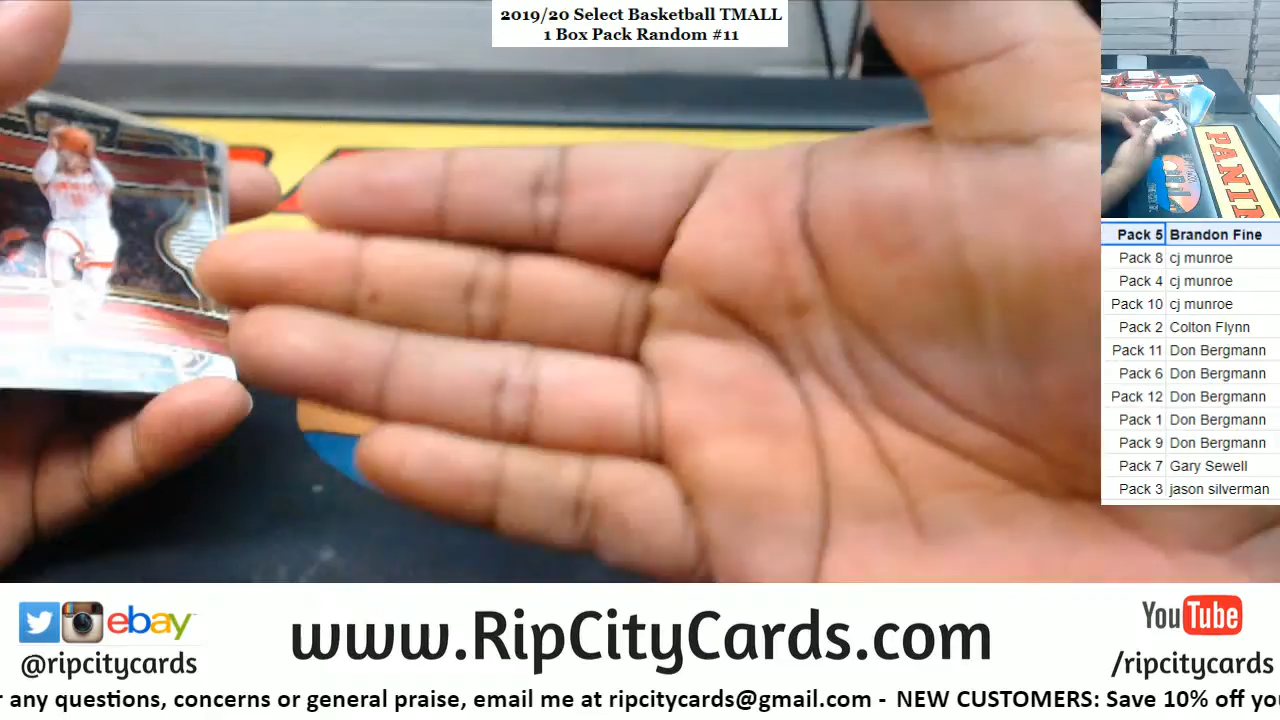 2019/20 Select Basketball TMALL
1 Box Pack Random #11
PANINI
Pack 5 Brandon Fine
Pack 8 cj munroe
Pack 4 cj munroe
Pack 10 cj munroe
Pack 2 Colton Flynn
Pack 11 Don Bergmann
Pack 6 Don Bergmann
Pack 12 Don Bergmann
Pack 1 Don Bergmann
Pack 9 Don Bergmann
Pack 7 Gary Sewell
Pack 3 jason silverman
ebay
@ripcitycards
www.RipCityCards.com
YouTube
/ripcitycards
r any questions, concerns or general praise, email me at ripcitycards@gmail.com - NEW CUSTOMERS: Save 10% off you